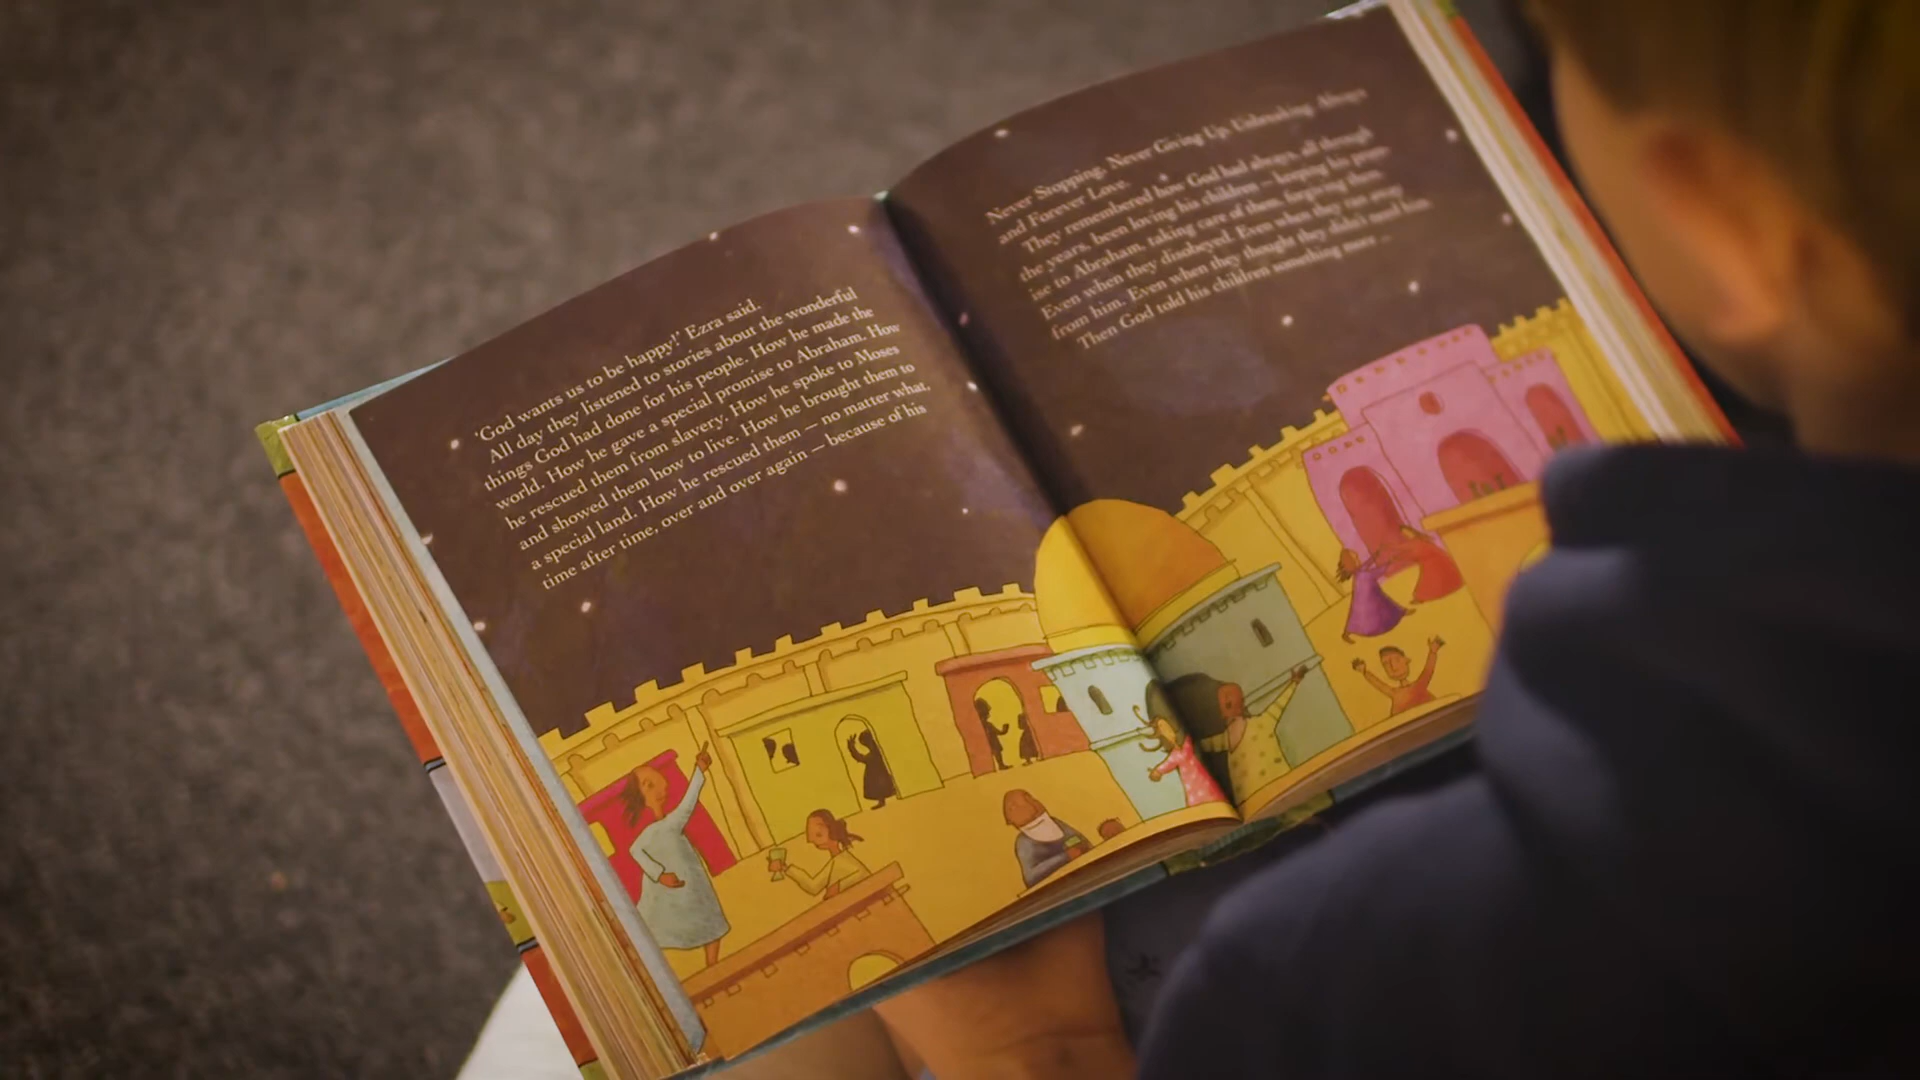 'God wants us to be happy!' Ezra said.
All day they listened to stories about the wonderful
things God had done for his people. How he made the
world. How he gave a special promise to Abraham. How
he rescued them from slavery. How he spoke to Moses
and showed them how to live. How he brought them to
a special land. How he rescued them — no matter what,
time after time, over and over again — because of his
Never Stopping, Never Giving Up, Unbreaking, Always
and Forever Love.
They remembered how God had always, all through
the years, been loving his children — keeping his prom-
ise to Abraham, taking care of them, forgiving them.
Even when they disobeyed. Even when they ran away
from him. Even when they thought they didn't need him.
Then God told his children something more —